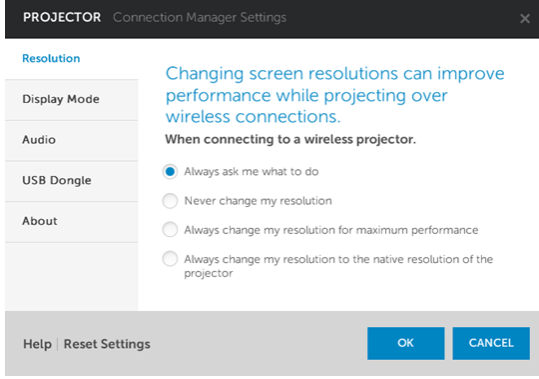 PROJECTOR Connection Manager Settings
Resolution
Display Mode
Audio
USB Dongle
About
Changing screen resolutions can improve
performance while projecting over
wireless connections.
When connecting to a wireless projector.
Always ask me what to do
Never change my resolution
Always change my resolution for maximum performance
Always change my resolution to the native resolution of the
projector
Help | Reset Settings
OK
CANCEL